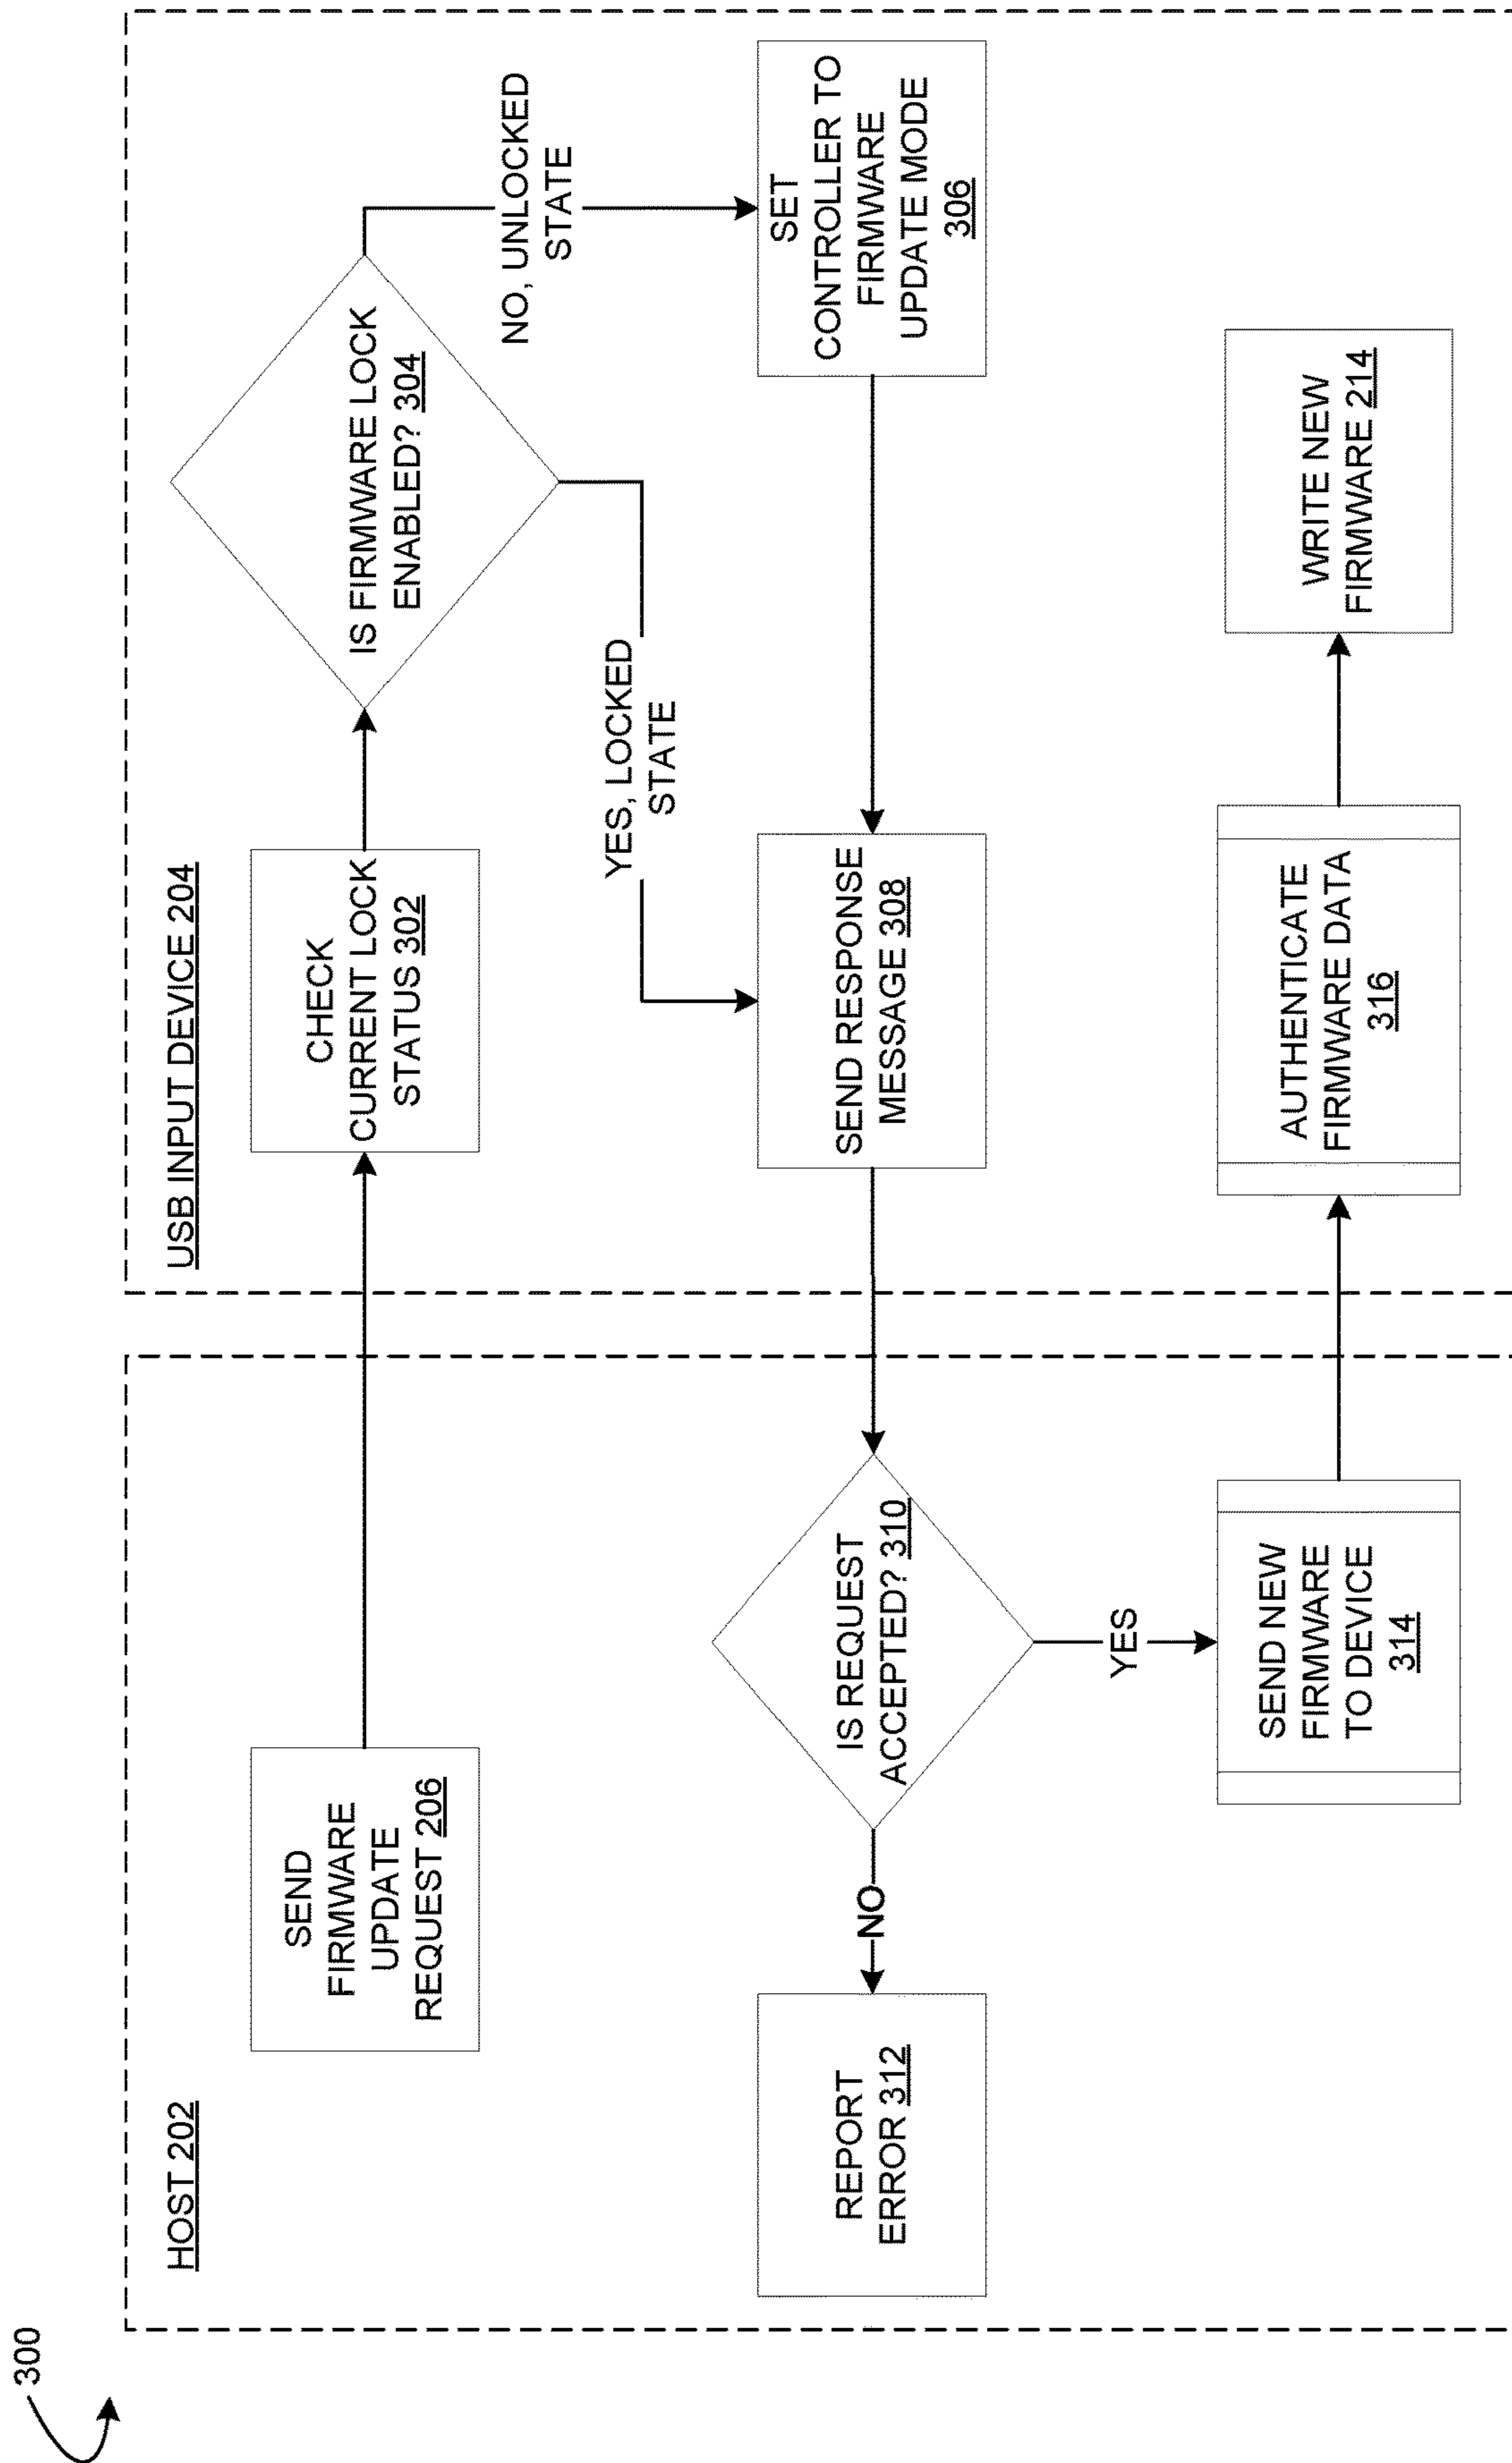 300
HOST 202
USB INPUT DEVICE 204
SEND
FIRMWARE
UPDATE
REQUEST 206
CHECK
CURRENT LOCK
STATUS 302
IS FIRMWARE LOCK
ENABLED? 304
NO, UNLOCKED
STATE
YES, LOCKED
STATE
SET
CONTROLLER TO
FIRMWARE
UPDATE MODE
306
SEND RESPONSE
MESSAGE 308
IS REQUEST
ACCEPTED? 310
NO
REPORT
ERROR 312
YES
SEND NEW
FIRMWARE
TO DEVICE
314
AUTHENTICATE
FIRMWARE DATA
316
WRITE NEW
FIRMWARE 214